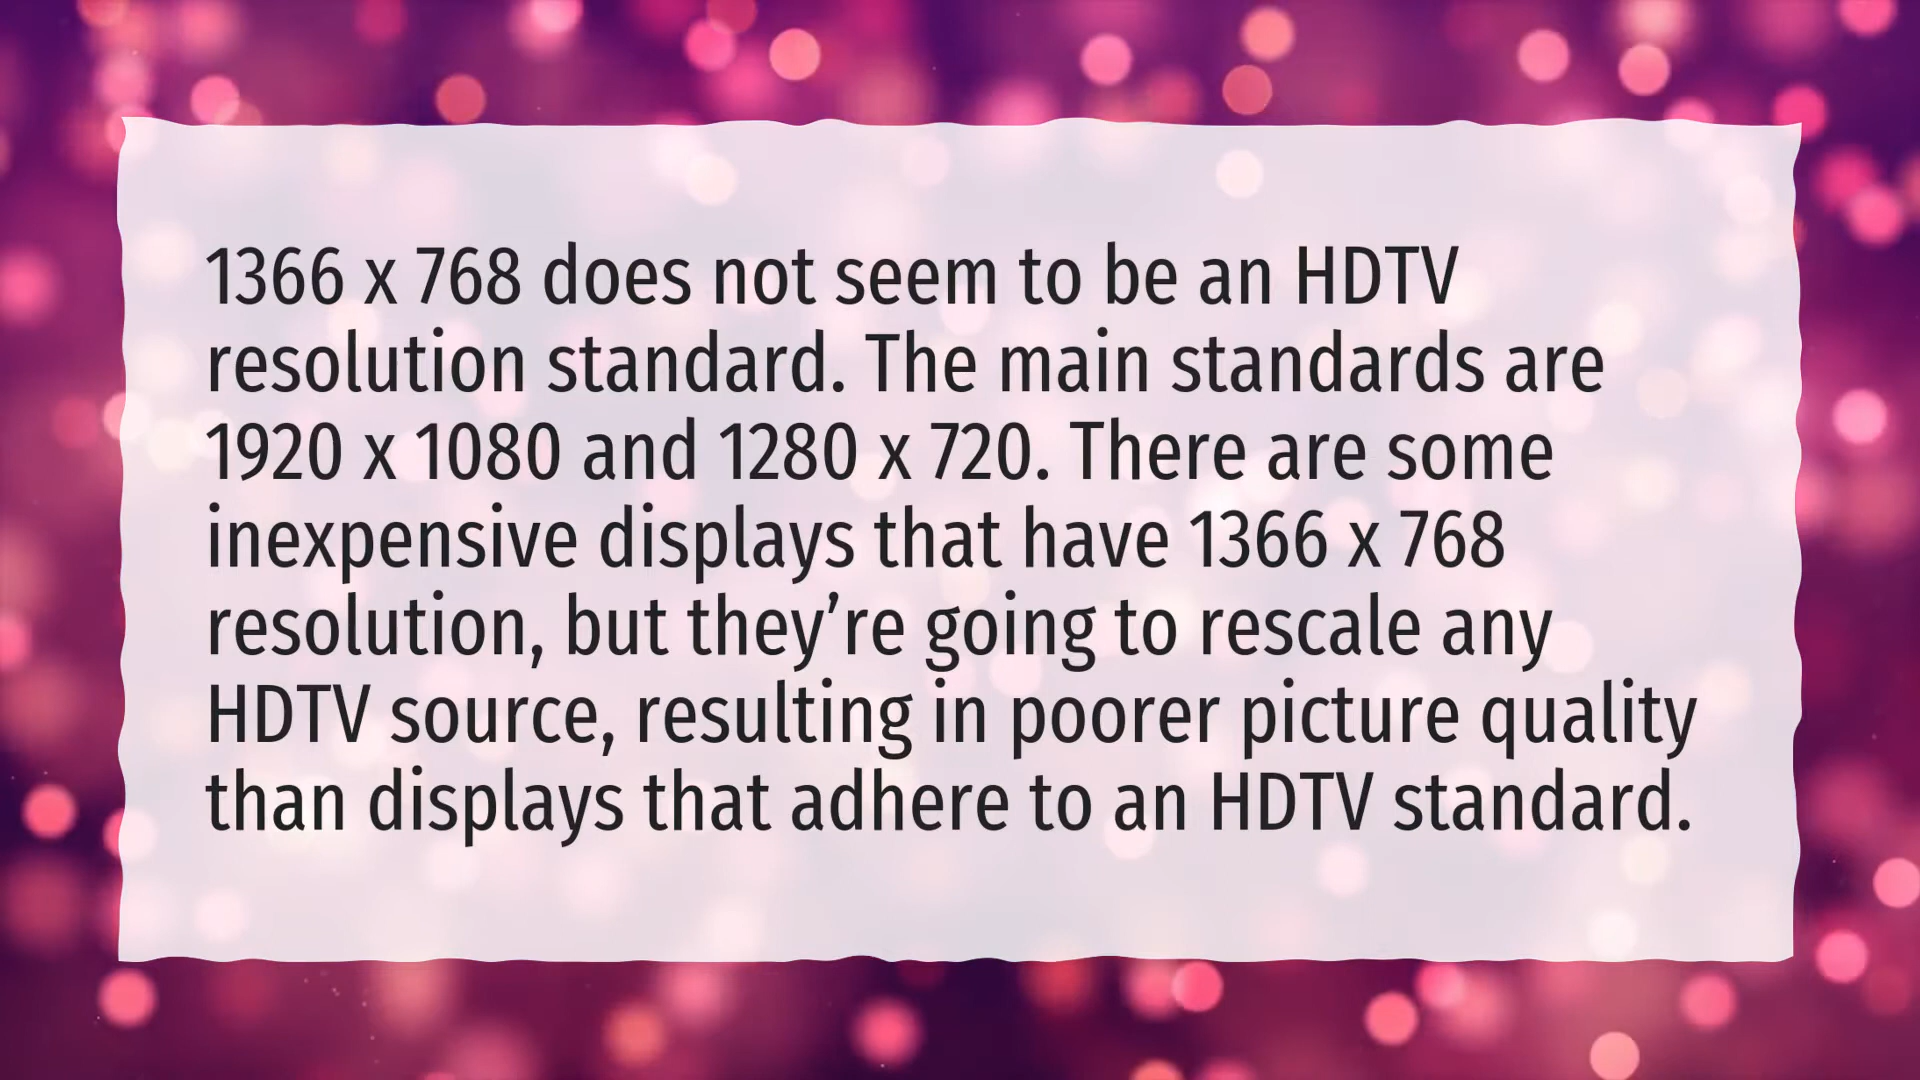 1366 x 768 does not seem to be an HDTV
resolution standard. The main standards are
1920 x 1080 and 1280 x 720. There are some
inexpensive displays that have 1366 x 768
resolution, but they’re going to rescale any
HDTV source, resulting in poorer picture quality
than displays that adhere to an HDTV standard.